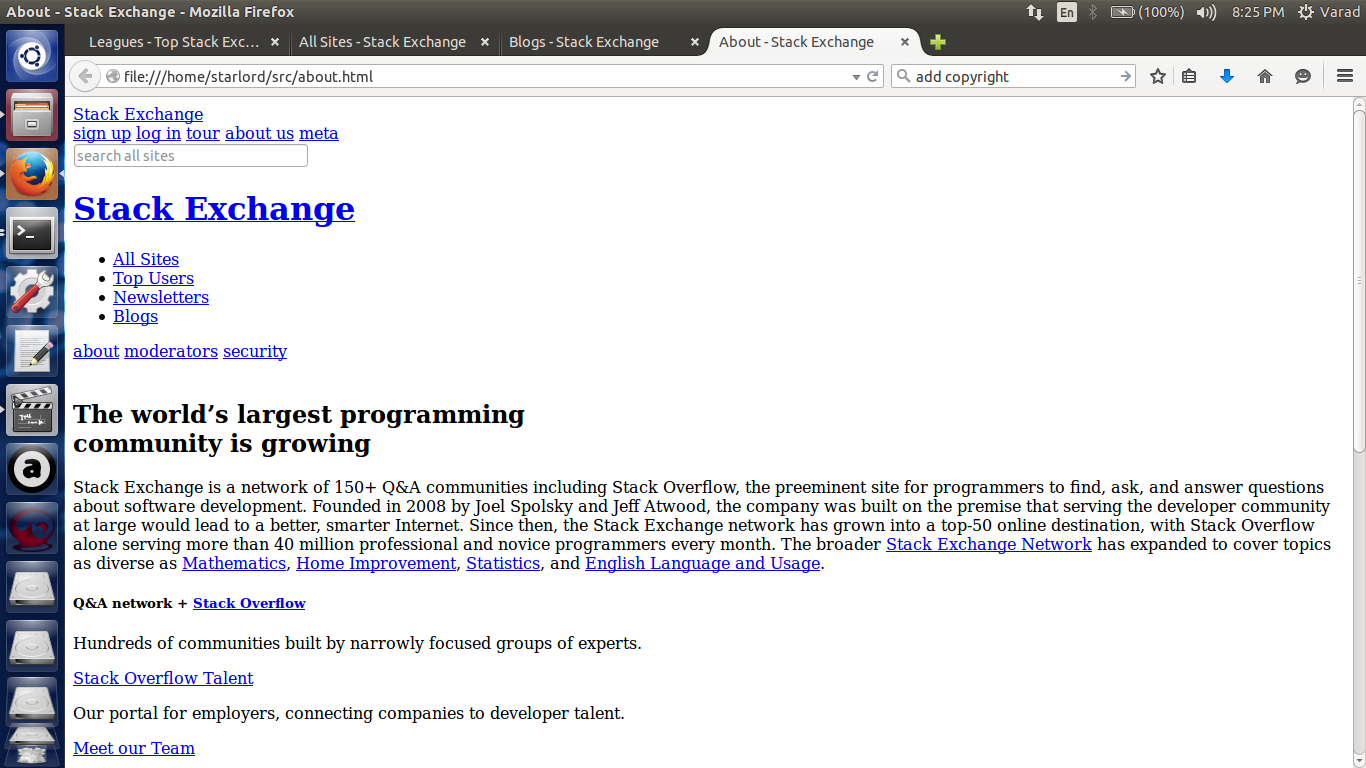 About - Stack Exchange - Mozilla Firefox
En (100%) 8:25 PM Varad
Leagues - Top Stack Exc... All Sites - Stack Exchange Blogs - Stack Exchange About - Stack Exchange
file:///home/starlord/src/about.html add copyright
Stack Exchange
sign up log in tour about us meta
search all sites
Stack Exchange
All Sites
Top Users
Newsletters
Blogs
about moderators security
The world’s largest programming
community is growing
Stack Exchange is a network of 150+ Q&A communities including Stack Overflow, the preeminent site for programmers to find, ask, and answer questions
about software development. Founded in 2008 by Joel Spolsky and Jeff Atwood, the company was built on the premise that serving the developer community
at large would lead to a better, smarter Internet. Since then, the Stack Exchange network has grown into a top-50 online destination, with Stack Overflow
alone serving more than 40 million professional and novice programmers every month. The broader Stack Exchange Network has expanded to cover topics
as diverse as Mathematics, Home Improvement, Statistics, and English Language and Usage.
Q&A network + Stack Overflow
Hundreds of communities built by narrowly focused groups of experts.
Stack Overflow Talent
Our portal for employers, connecting companies to developer talent.
Meet our Team